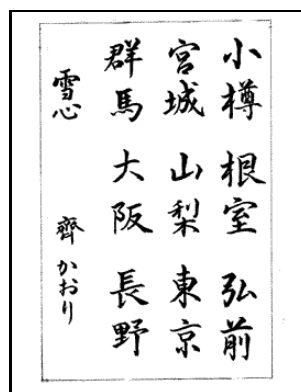 小樽 根室 弘前
宮城 山梨 東京
群馬 大阪 長野
雪心 齊 かおり